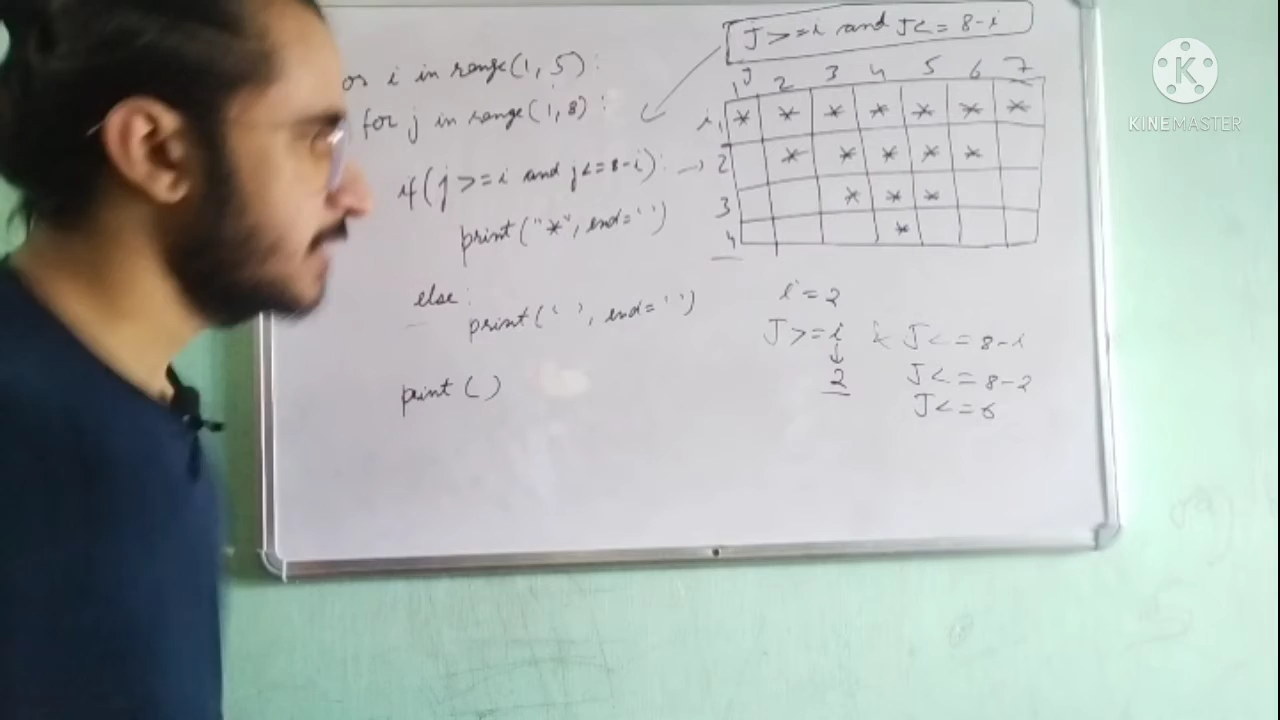 or i in range(1, 5):
for j in range(1, 8):
if (j >= i and j <= 8-i):
print("*", end='')
else:
print(' ', end='')
print()
J >= i and J <= 8-i
J
1 2 3 4 5 6 7
i 1 * * * * * * *
2 * * * * *
3 * * *
4 *
i = 2
J >= i & J <= 8-i
2 J <= 8-2
J <= 6
K
KINEMASTER